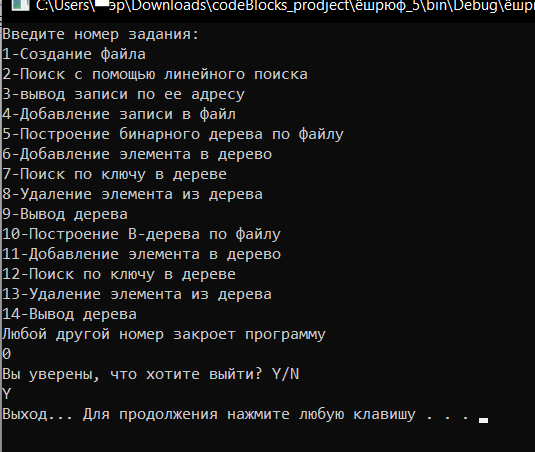 C:\Users\ эр\Downloads\codeBlocks_prodject\ёшрюф_5\bin\Debug\ёшрюф
Введите номер задания:
1-Создание файла
2-Поиск с помощью линейного поиска
3-вывод записи по ее адресу
4-Добавление записи в файл
5-Построение бинарного дерева по файлу
6-Добавление элемента в дерево
7-Поиск по ключу в дереве
8-Удаление элемента из дерева
9-Вывод дерева
10-Построение В-дерева по файлу
11-Добавление элемента в дерево
12-Поиск по ключу в дереве
13-Удаление элемента из дерева
14-Вывод дерева
Любой другой номер закроет программу
0
Вы уверены, что хотите выйти? Y/N
Y
Выход... Для продолжения нажмите любую клавишу . . .